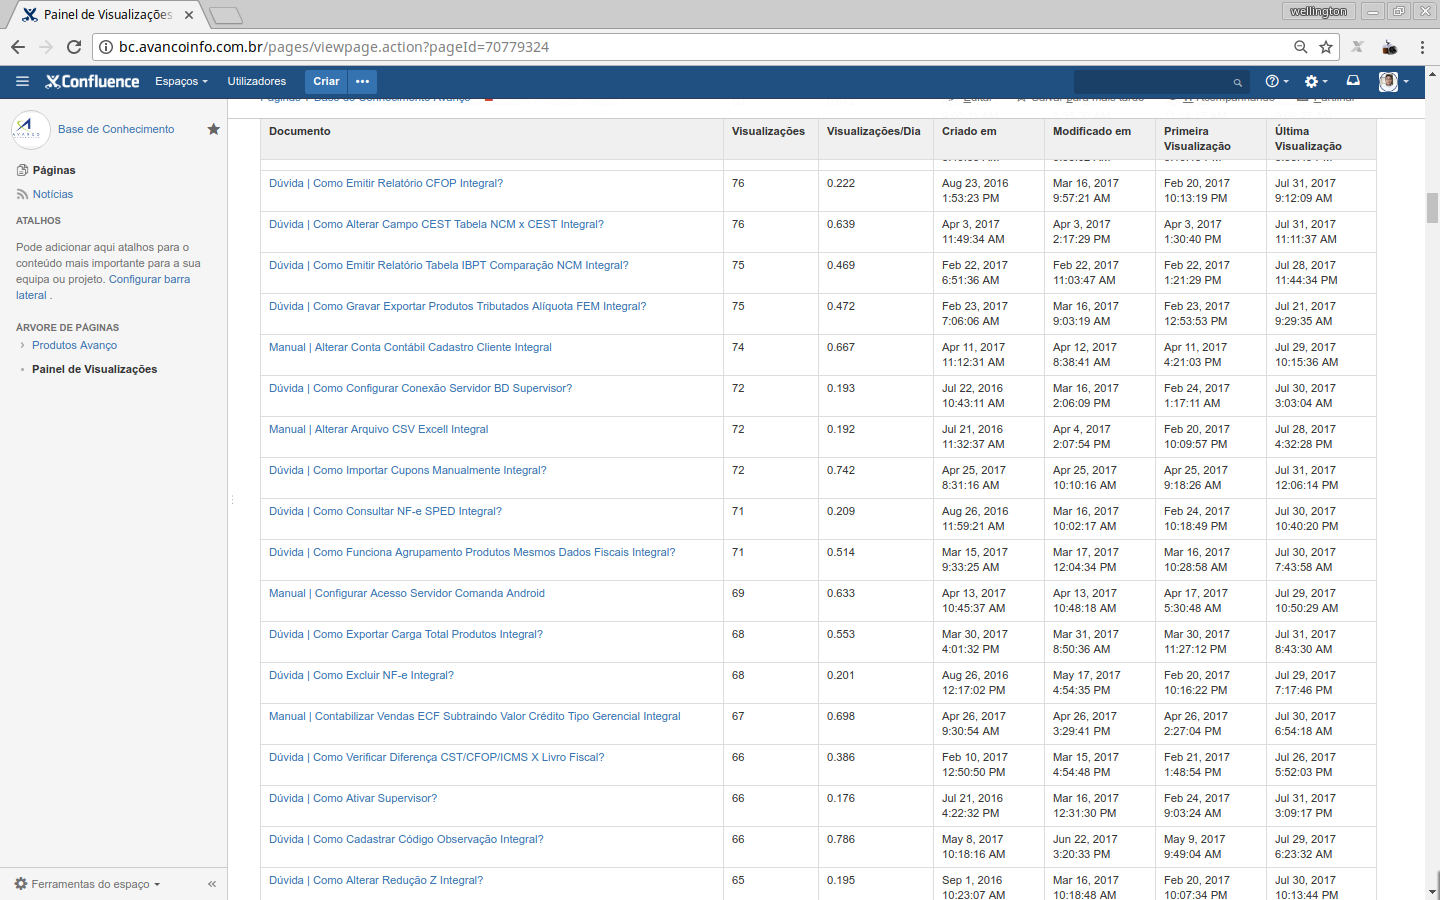 Painel de Visualizações
wellington
bc.avancoinfo.com.br/pages/viewpage.action?pageId=70779324
Confluence Espaços Utilizadores Criar •••
Base de Conhecimento
Páginas
Notícias
ATALHOS
Pode adicionar aqui atalhos para o
conteúdo mais importante para a sua
equipa ou projeto. Configurar barra
lateral .
ÁRVORE DE PÁGINAS
Produtos Avanço
Painel de Visualizações
Ferramentas do espaço
Documento Visualizações Visualizações/Dia Criado em Modificado em Primeira Visualização Última Visualização
Dúvida | Como Emitir Relatório CFOP Integral? 76 0.222 Aug 23, 2016 Mar 16, 2017 Feb 20, 2017 Jul 31, 2017
1:53:23 PM 9:57:21 AM 10:13:19 PM 9:12:09 AM
Dúvida | Como Alterar Campo CEST Tabela NCM x CEST Integral? 76 0.639 Apr 3, 2017 Apr 3, 2017 Apr 3, 2017 Jul 31, 2017
11:49:34 AM 2:17:29 PM 1:30:40 PM 11:11:37 AM
Dúvida | Como Emitir Relatório Tabela IBPT Comparação NCM Integral? 75 0.469 Feb 22, 2017 Feb 22, 2017 Feb 22, 2017 Jul 28, 2017
6:51:36 AM 11:03:47 AM 1:21:29 PM 11:44:34 PM
Dúvida | Como Gravar Exportar Produtos Tributados Alíquota FEM Integral? 75 0.472 Feb 23, 2017 Mar 16, 2017 Feb 23, 2017 Jul 21, 2017
7:06:06 AM 9:03:19 AM 12:53:53 PM 9:29:35 AM
Manual | Alterar Conta Contábil Cadastro Cliente Integral 74 0.667 Apr 11, 2017 Apr 12, 2017 Apr 11, 2017 Jul 29, 2017
11:12:31 AM 8:38:41 AM 4:21:03 PM 10:15:36 AM
Dúvida | Como Configurar Conexão Servidor BD Supervisor? 72 0.193 Jul 22, 2016 Mar 16, 2017 Feb 24, 2017 Jul 30, 2017
10:43:11 AM 2:06:09 PM 1:17:11 AM 3:03:04 AM
Manual | Alterar Arquivo CSV Excell Integral 72 0.192 Jul 21, 2016 Apr 4, 2017 Feb 20, 2017 Jul 28, 2017
11:32:37 AM 2:07:54 PM 10:09:57 PM 4:32:28 PM
Dúvida | Como Importar Cupons Manualmente Integral? 72 0.742 Apr 25, 2017 Apr 25, 2017 Apr 25, 2017 Jul 31, 2017
8:31:16 AM 10:10:16 AM 9:18:26 AM 12:06:14 PM
Dúvida | Como Consultar NF-e SPED Integral? 71 0.209 Aug 26, 2016 Mar 16, 2017 Feb 24, 2017 Jul 30, 2017
11:59:21 AM 10:02:17 AM 10:18:49 PM 10:40:20 PM
Dúvida | Como Funciona Agrupamento Produtos Mesmos Dados Fiscais Integral? 71 0.514 Mar 15, 2017 Mar 17, 2017 Mar 16, 2017 Jul 30, 2017
9:33:25 AM 12:04:34 PM 10:28:58 AM 7:43:58 AM
Manual | Configurar Acesso Servidor Comanda Android 69 0.633 Apr 13, 2017 Apr 13, 2017 Apr 17, 2017 Jul 29, 2017
10:45:37 AM 10:48:18 AM 5:30:48 AM 10:50:29 AM
Dúvida | Como Exportar Carga Total Produtos Integral? 68 0.553 Mar 30, 2017 Mar 31, 2017 Mar 30, 2017 Jul 31, 2017
4:01:32 PM 8:50:36 AM 11:27:12 PM 8:43:30 AM
Dúvida | Como Excluir NF-e Integral? 68 0.201 Aug 26, 2016 May 17, 2017 Feb 20, 2017 Jul 29, 2017
12:17:02 PM 4:54:35 PM 10:16:22 PM 7:17:46 PM
Manual | Contabilizar Vendas ECF Subtraindo Valor Crédito Tipo Gerencial Integral 67 0.698 Apr 26, 2017 Apr 26, 2017 Apr 26, 2017 Jul 30, 2017
9:30:54 AM 3:29:41 PM 2:27:04 PM 6:54:18 AM
Dúvida | Como Verificar Diferença CST/CFOP/ICMS X Livro Fiscal? 66 0.386 Feb 10, 2017 Mar 15, 2017 Feb 21, 2017 Jul 26, 2017
12:50:50 PM 4:54:48 PM 1:48:54 PM 5:52:03 PM
Dúvida | Como Ativar Supervisor? 66 0.176 Jul 21, 2016 Mar 16, 2017 Feb 24, 2017 Jul 31, 2017
4:22:32 PM 12:31:30 PM 9:03:24 AM 3:09:17 PM
Dúvida | Como Cadastrar Código Observação Integral? 66 0.786 May 8, 2017 Jun 22, 2017 May 9, 2017 Jul 29, 2017
10:18:16 AM 3:20:33 PM 9:49:04 AM 6:23:32 AM
Dúvida | Como Alterar Redução Z Integral? 65 0.195 Sep 1, 2016 Mar 16, 2017 Feb 20, 2017 Jul 30, 2017
10:23:07 AM 10:18:48 AM 10:07:34 PM 10:13:44 PM